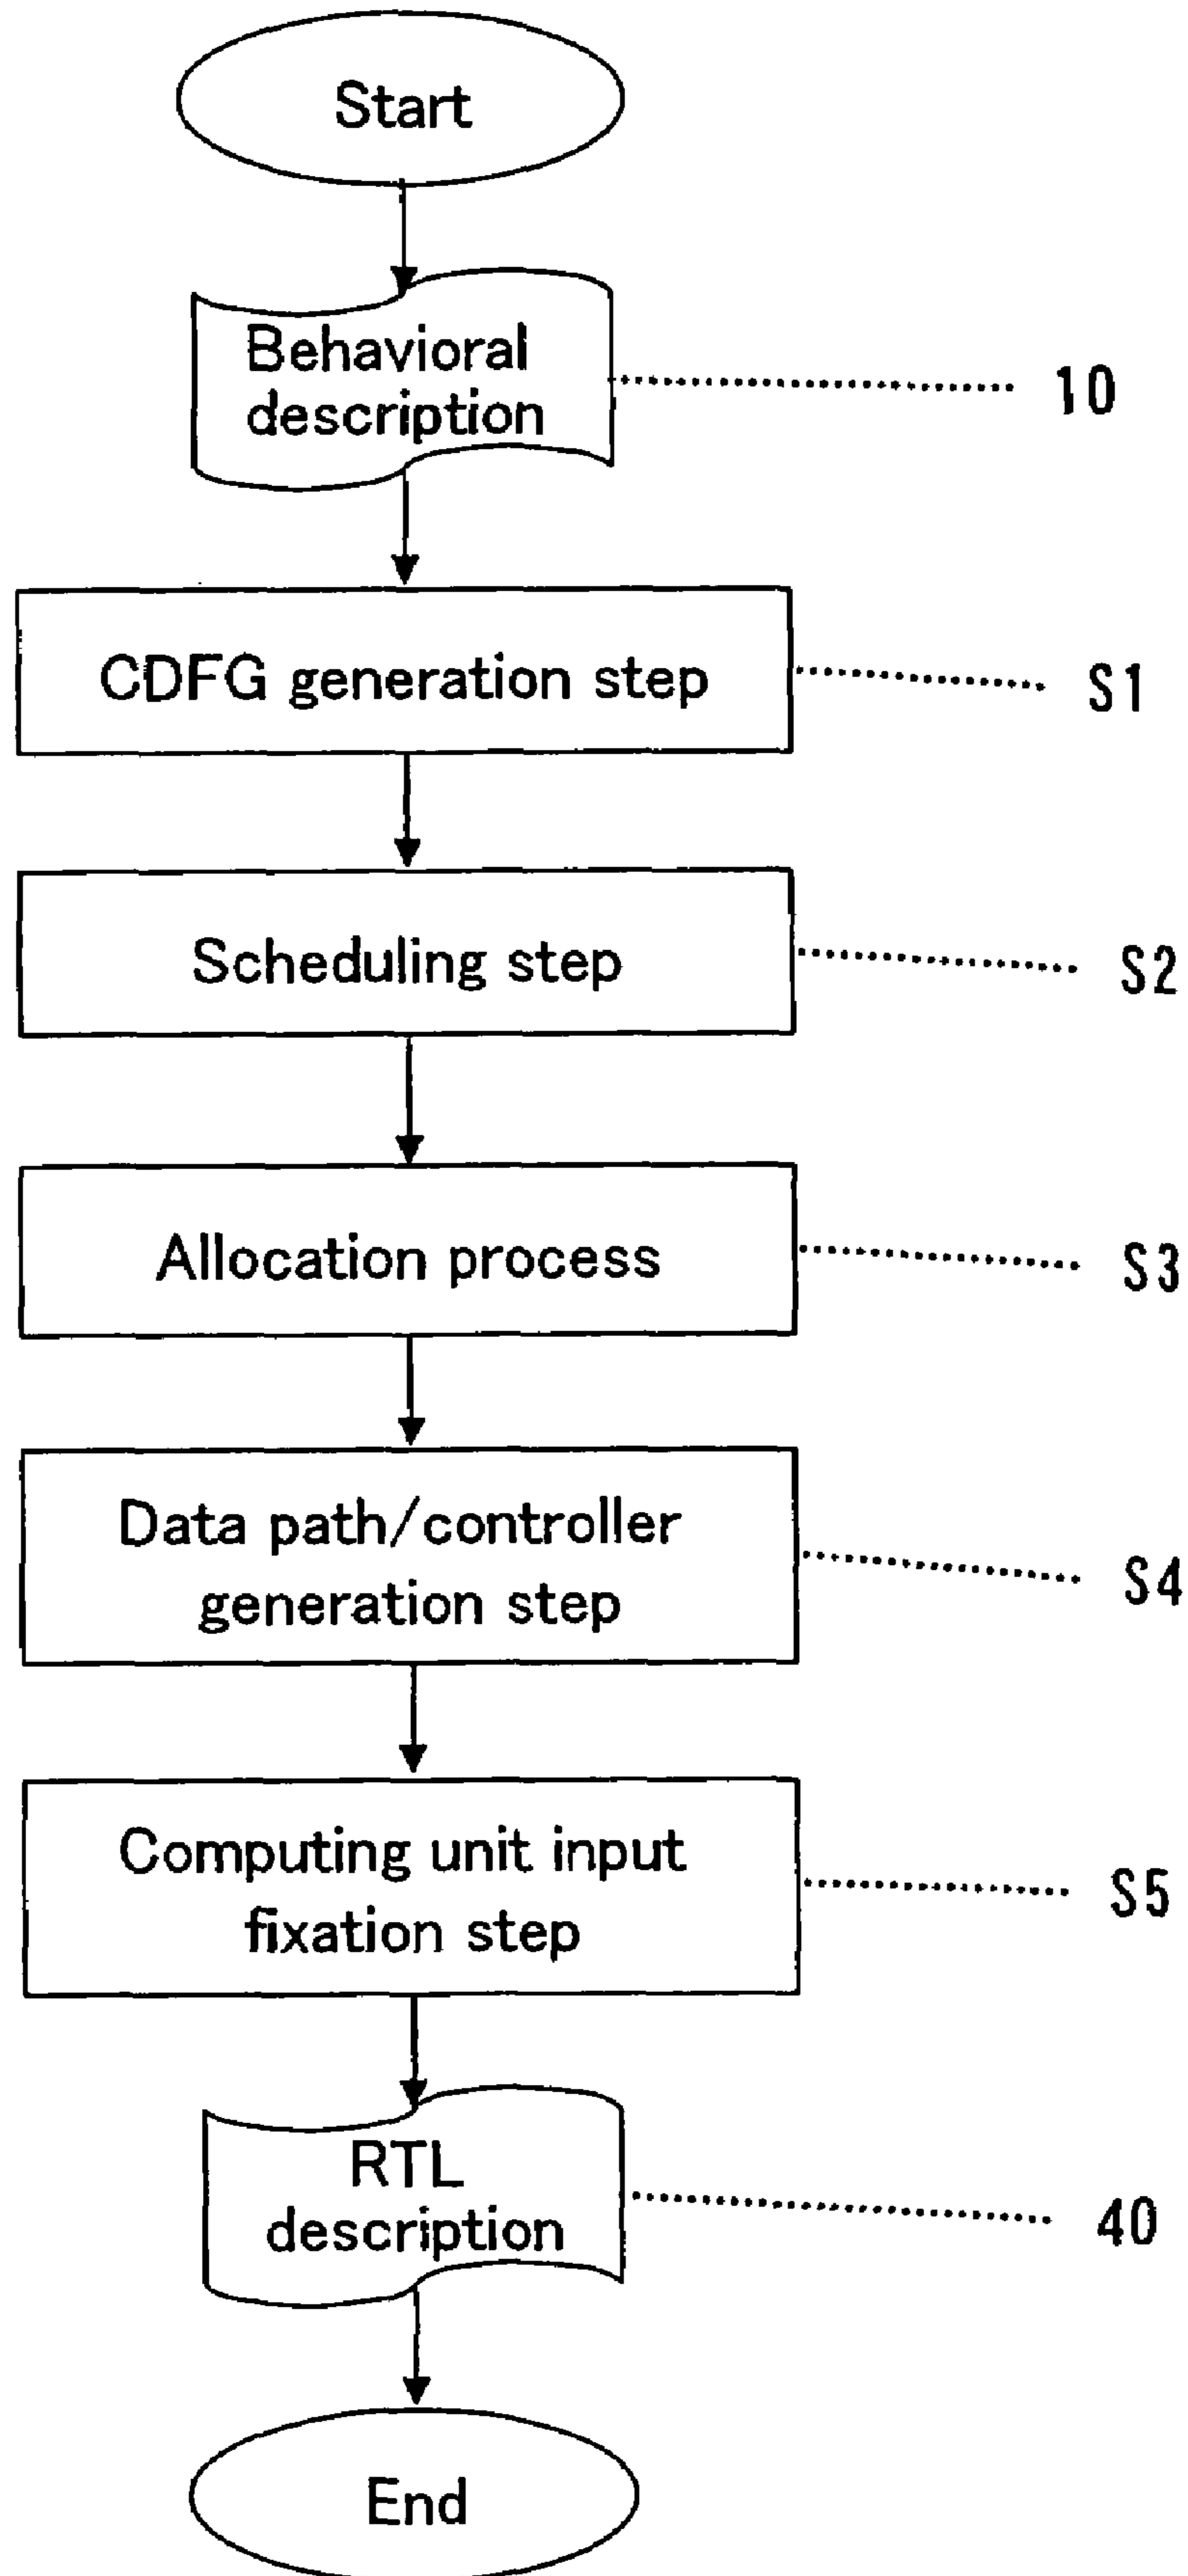 Start
Behavioral
description
10
CDFG generation step
S1
Scheduling step
S2
Allocation process
S3
Data path/controller
generation step
S4
Computing unit input
fixation step
S5
RTL
description
40
End